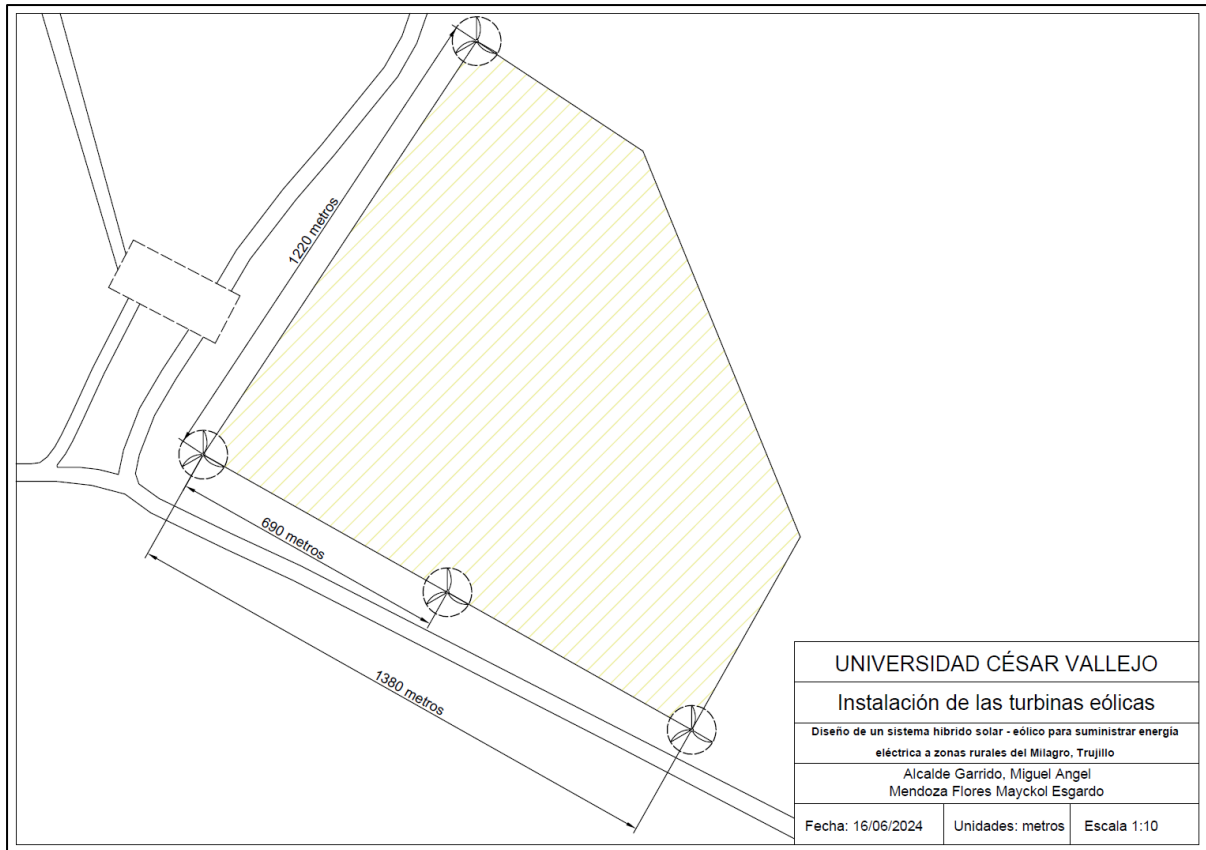 1220 metros
690 metros
1380 metros
UNIVERSIDAD CÉSAR VALLEJO
Instalación de las turbinas eólicas
Diseño de un sistema híbrido solar - eólico para suministrar energía
eléctrica a zonas rurales del Milagro, Trujillo
Alcalde Garrido, Miguel Angel
Mendoza Flores Mayckol Esgardo
Fecha: 16/06/2024 Unidades: metros Escala 1:10